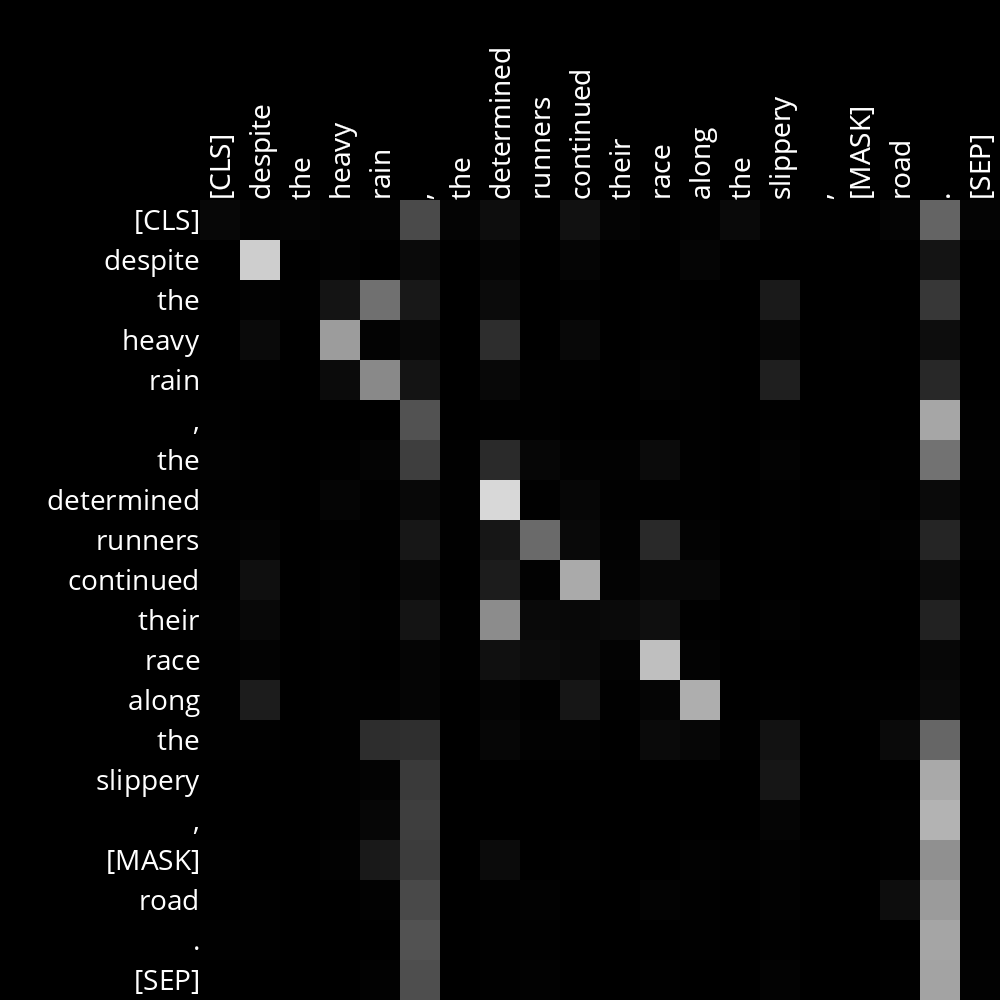 [CLS] despite the heavy rain , the determined runners continued their race along the slippery , [MASK] road . [SEP]
[CLS]
despite
the
heavy
rain
,
the
determined
runners
continued
their
race
along
the
slippery
,
[MASK]
road
.
[SEP]